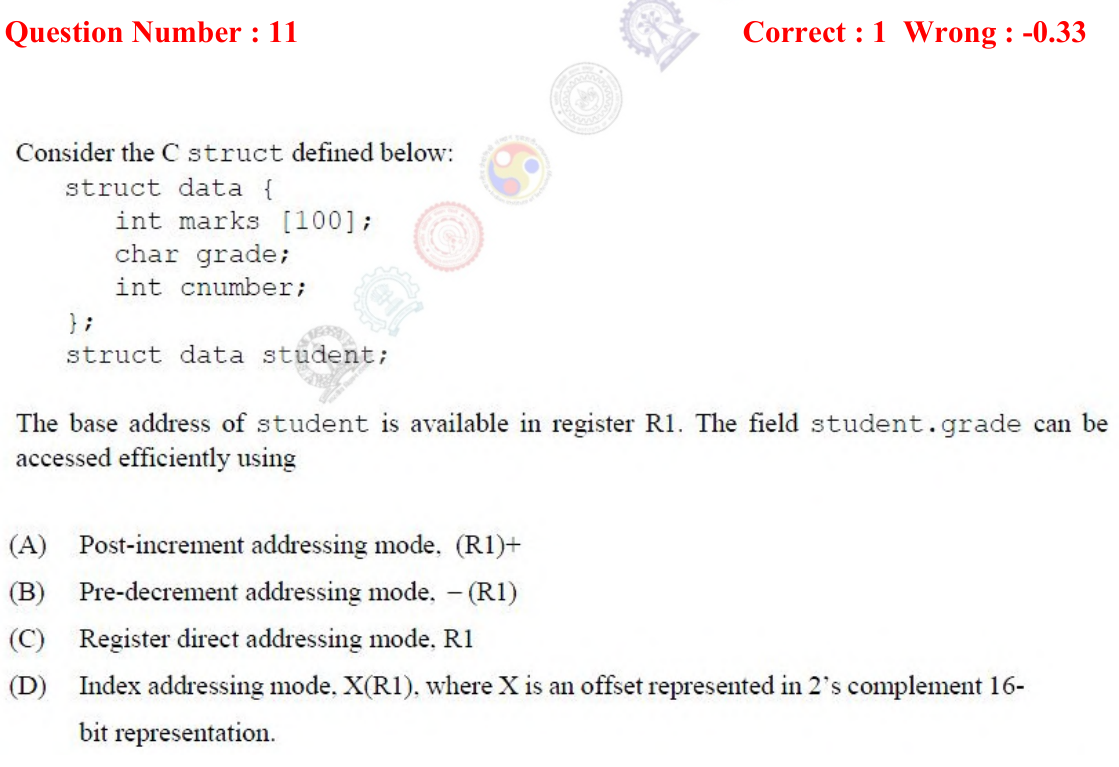 Question Number : 11 Correct : 1 Wrong : -0.33
Consider the C struct defined below:
struct data {
int marks [100];
char grade;
int cnumber;
};
struct data student;
The base address of student is available in register R1. The field student.grade can be
accessed efficiently using
(A) Post-increment addressing mode, (R1)+
(B) Pre-decrement addressing mode, – (R1)
(C) Register direct addressing mode, R1
(D) Index addressing mode, X(R1), where X is an offset represented in 2’s complement 16-
bit representation.